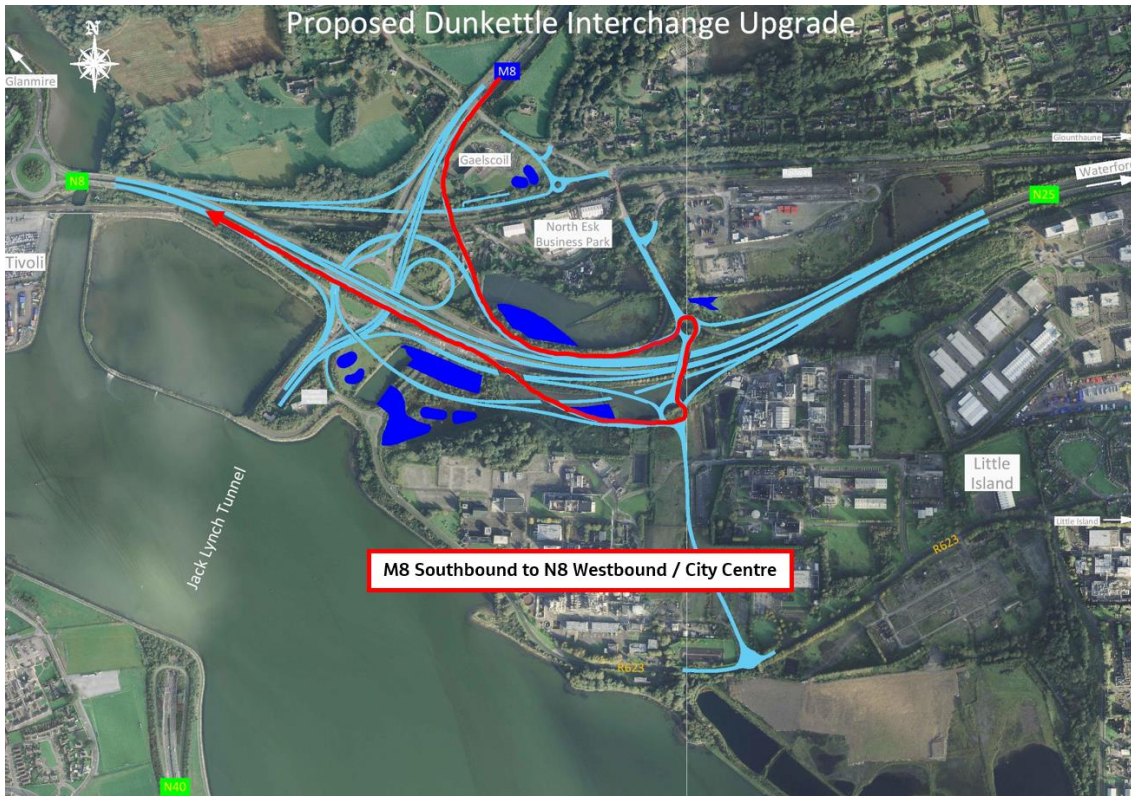 Proposed Dunkettle Interchange Upgrade
N
Glanmire
M8
Glounthaune
Gaelscoil
Waterford
N8
N25
North Esk
Business Park
Tivoli
Little
Island
Jack Lynch Tunnel
Little Island
R623
M8 Southbound to N8 Westbound / City Centre
R623
N40